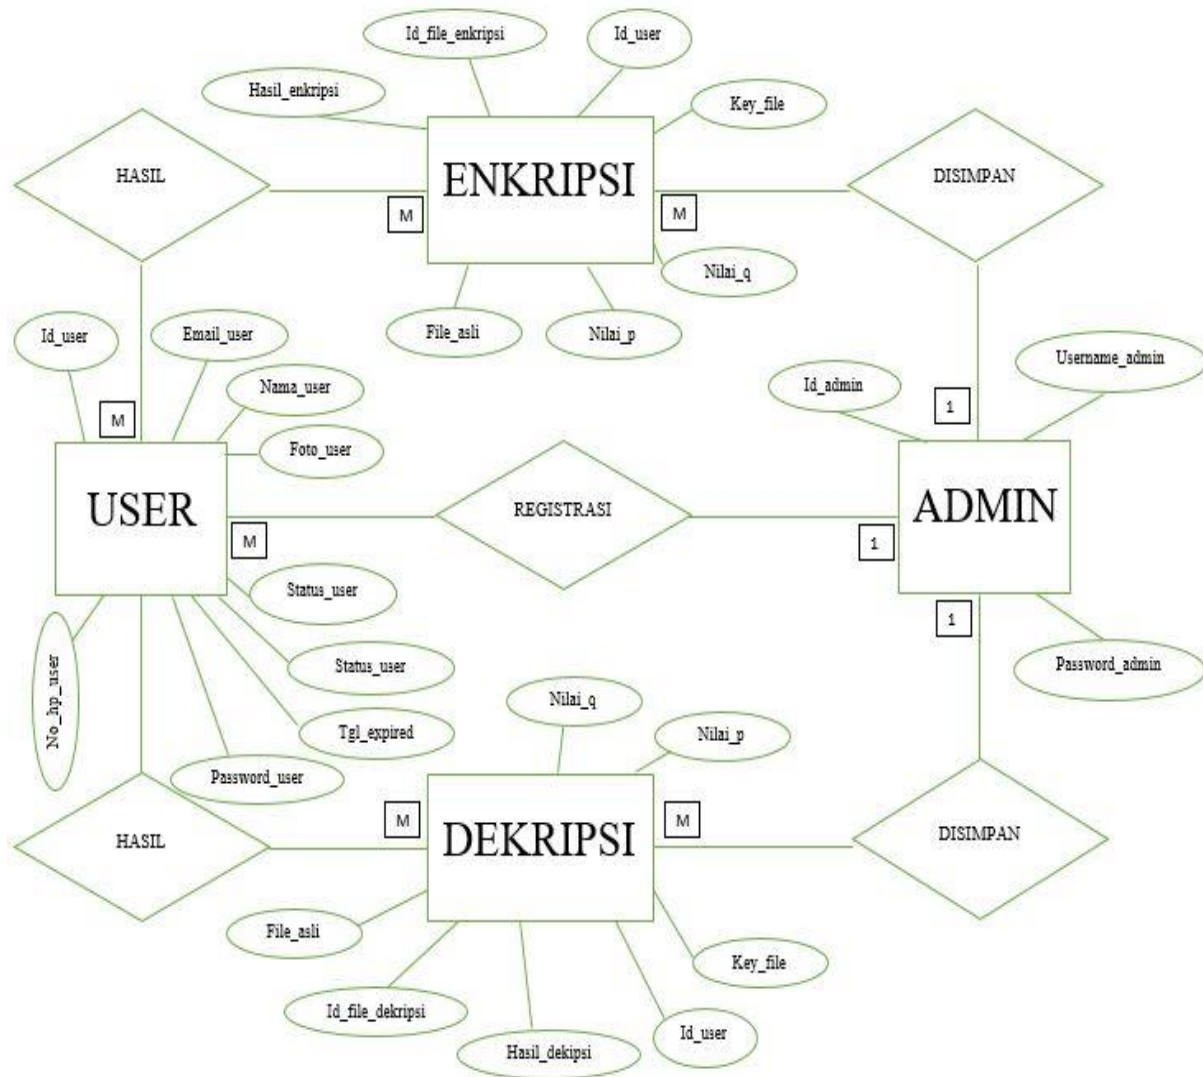 Id_file_enkripsi
Id_user
Hasil_enkripsi
Key_file
HASIL
ENKRIPSI
DISIMPAN
M
M
Nilai_q
File_asli
Nilai_p
Id_user
Email_user
Nama_user
Foto_user
Id_admin
Username_admin
M
1
USER
REGISTRASI
ADMIN
M
1
Status_user
1
Status_user
Password_admin
No_hp_user
Tgl_expired
Nilai_q
Nilai_p
Password_user
HASIL
M
DEKRIPSI
M
DISIMPAN
File_asli
Key_file
Id_file_dekripsi
Id_user
Hasil_dekipsi